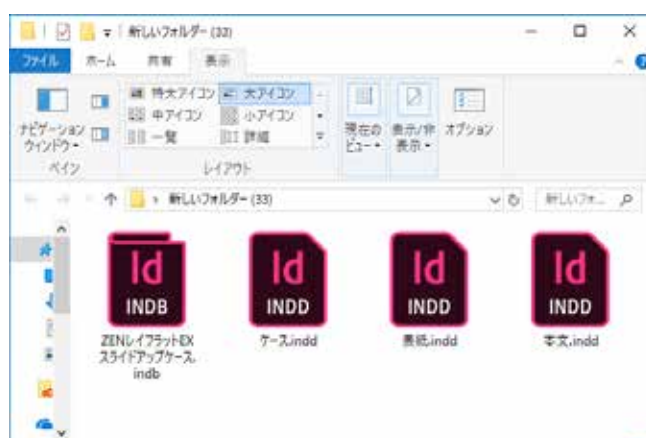 新しいフォルダー (33)
ファイル ホーム 共有 表示
特大アイコン 大アイコン
中アイコン 小アイコン
一覧 詳細
ナビゲーション
ウィンドウ
現在の
ビュー
表示/非
表示
オプション
ペイン レイアウト
新しいフォルダー (33)
新しいフォ...
Id
INDB
Id
INDD
Id
INDD
Id
INDD
ZENレイフラットEX
スライドアップケース.
indb
ケース.indd
表紙.indd
本文.indd